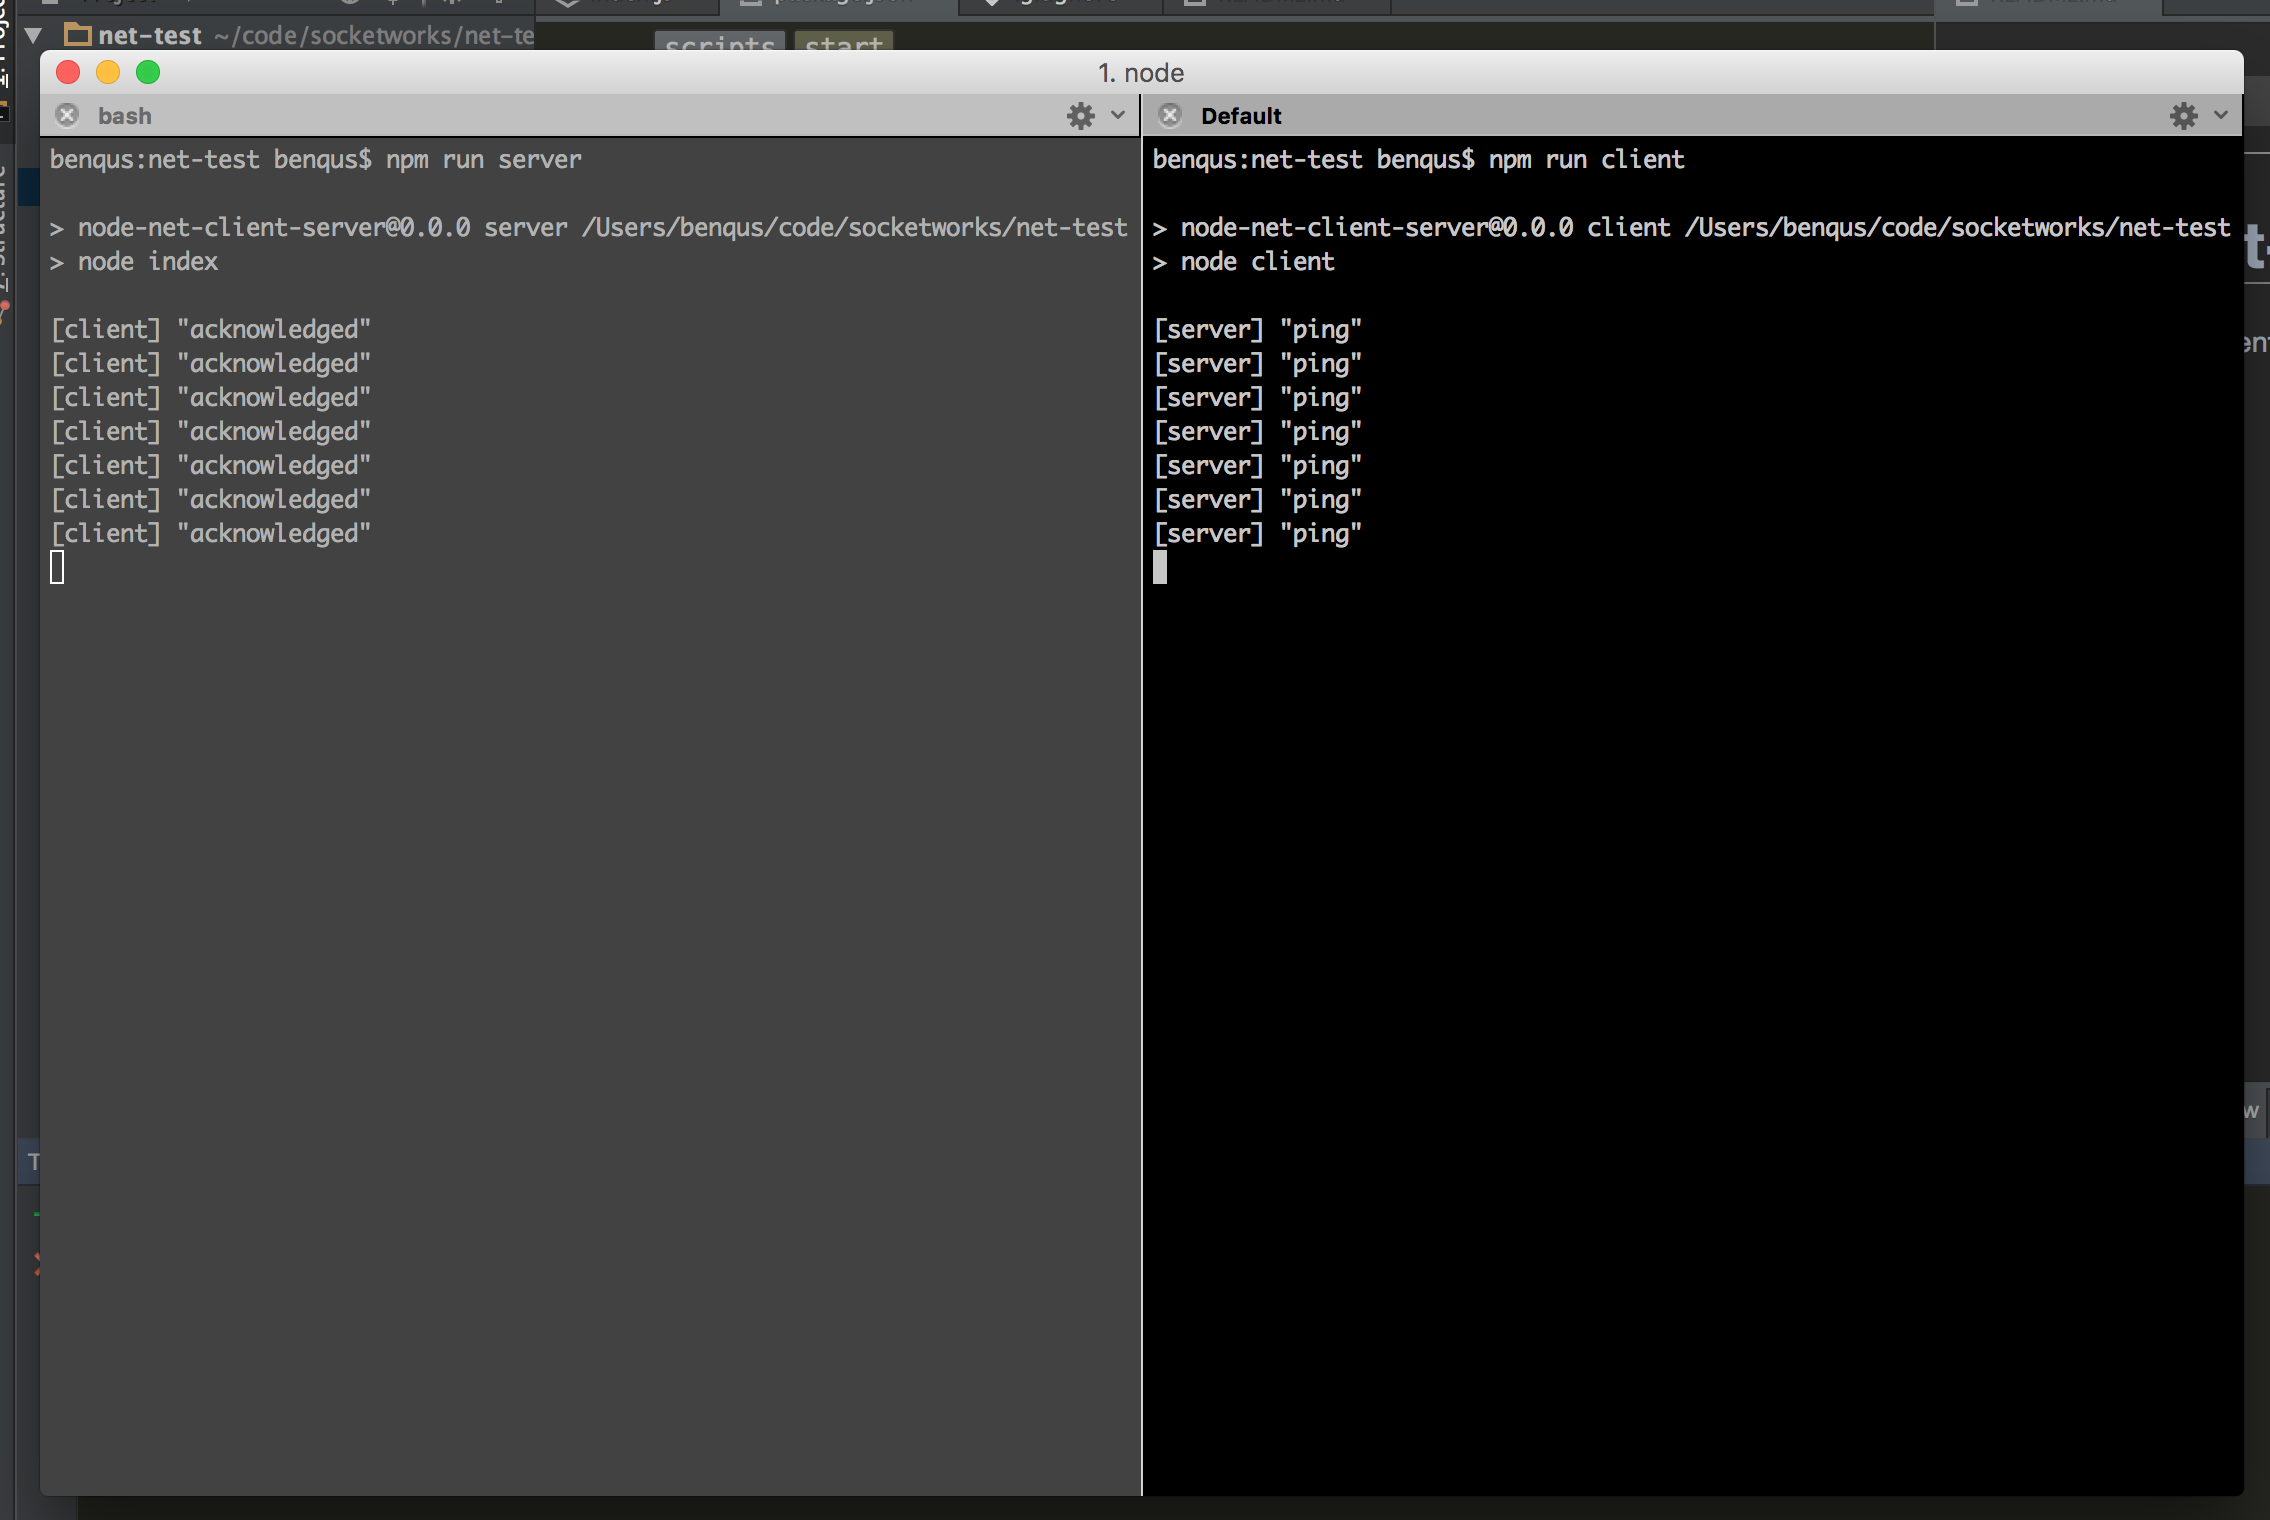 net-test ~/code/socketworks/net-te
scripts start
1. node
bash
benqus:net-test benqus$ npm run server
> node-net-client-server@0.0.0 server /Users/benqus/code/socketworks/net-test
> node index
[client] "acknowledged"
[client] "acknowledged"
[client] "acknowledged"
[client] "acknowledged"
[client] "acknowledged"
[client] "acknowledged"
[client] "acknowledged"
Default
benqus:net-test benqus$ npm run client
> node-net-client-server@0.0.0 client /Users/benqus/code/socketworks/net-test
> node client
[server] "ping"
[server] "ping"
[server] "ping"
[server] "ping"
[server] "ping"
[server] "ping"
[server] "ping"